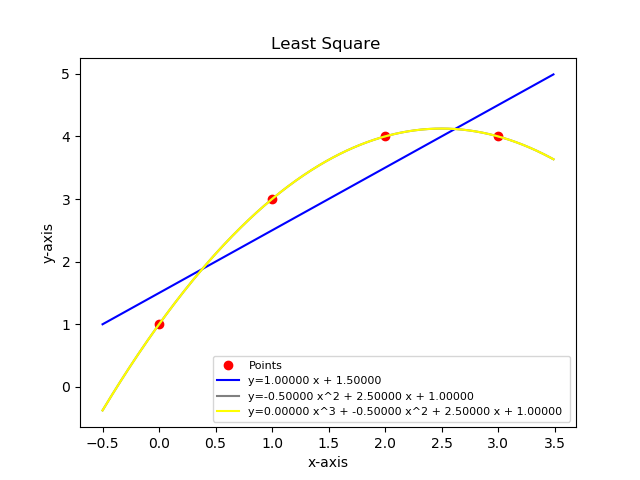 Least Square
5
4
3
2
1
0
y-axis
Points
y=1.00000 x + 1.50000
y=-0.50000 x^2 + 2.50000 x + 1.00000
y=0.00000 x^3 + -0.50000 x^2 + 2.50000 x + 1.00000
−0.5 0.0 0.5 1.0 1.5 2.0 2.5 3.0 3.5
x-axis